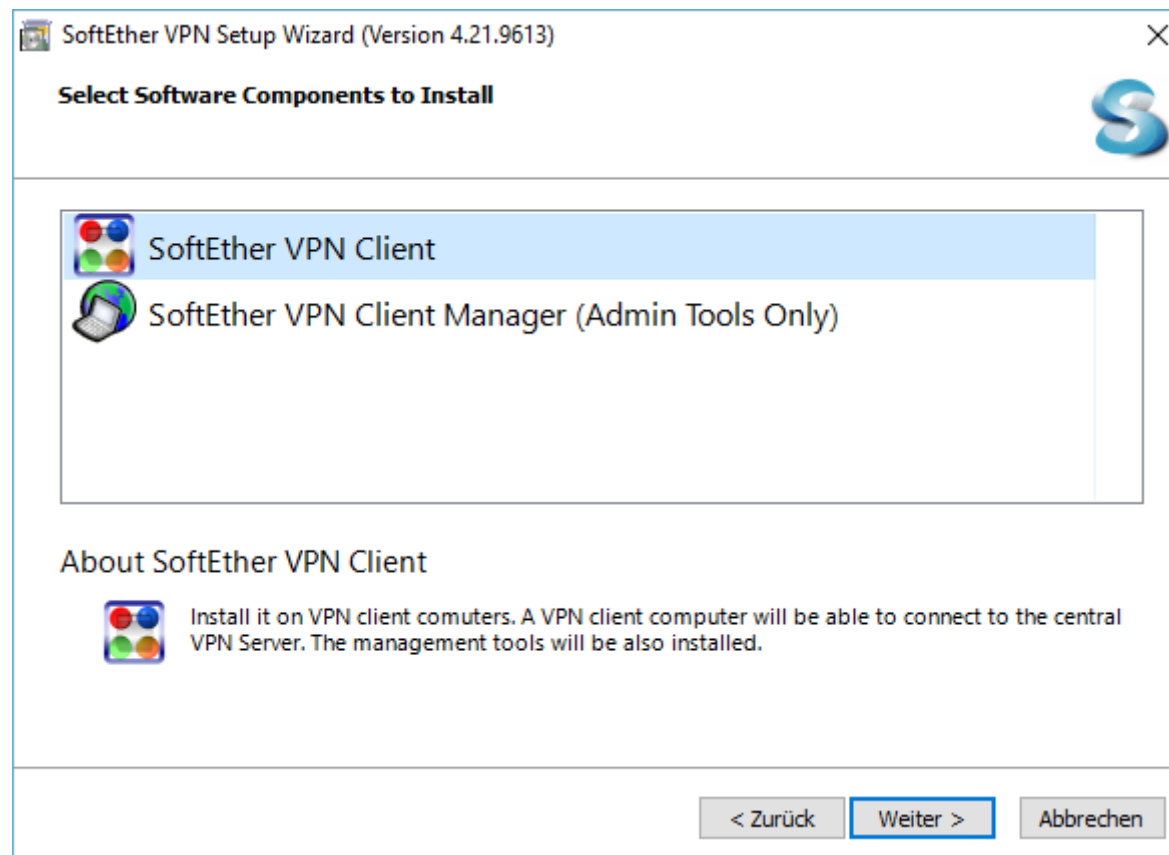 SoftEther VPN Setup Wizard (Version 4.21.9613)
Select Software Components to Install
SoftEther VPN Client
SoftEther VPN Client Manager (Admin Tools Only)
About SoftEther VPN Client
Install it on VPN client comuters. A VPN client computer will be able to connect to the central
VPN Server. The management tools will be also installed.
< Zurück Weiter > Abbrechen